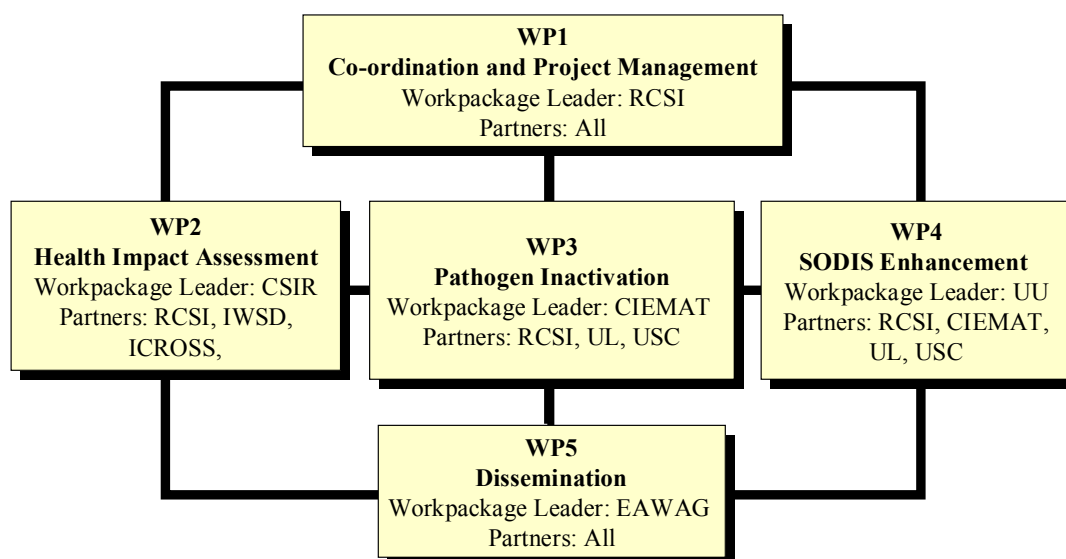 WP1
Co-ordination and Project Management
Workpackage Leader: RCSI
Partners: All
WP2
Health Impact Assessment
Workpackage Leader: CSIR
Partners: RCSI, IWSD,
ICROSS,
WP3
Pathogen Inactivation
Workpackage Leader: CIEMAT
Partners: RCSI, UL, USC
WP4
SODIS Enhancement
Workpackage Leader: UU
Partners: RCSI, CIEMAT,
UL, USC
WP5
Dissemination
Workpackage Leader: EAWAG
Partners: All